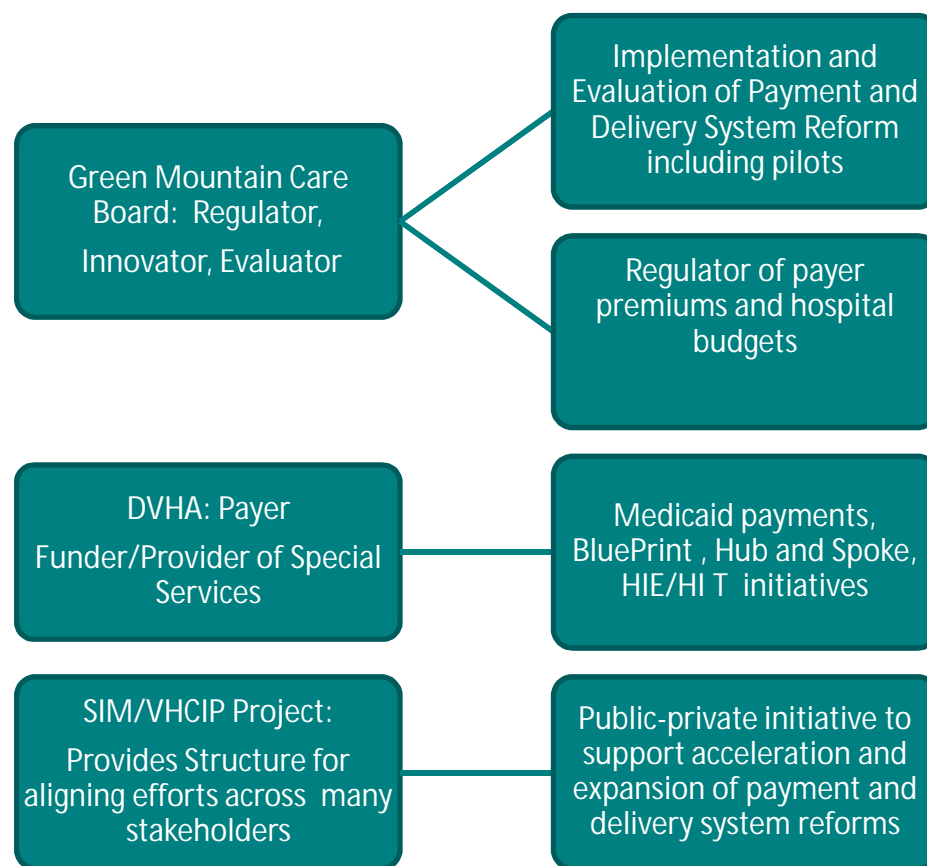 Green Mountain Care
Board:  Regulator,
Innovator, Evaluator
Implementation and
Evaluation of Payment and
Delivery System Reform
including pilots
Regulator of payer
premiums and hospital
budgets
DVHA: Payer
Funder/Provider of Special
Services
Medicaid payments,
BluePrint , Hub and Spoke,
HIE/HI T  initiatives
SIM/VHCIP Project:
Provides Structure for
aligning efforts across  many
stakeholders
Public-private initiative to
support acceleration and
expansion of payment and
delivery system reforms